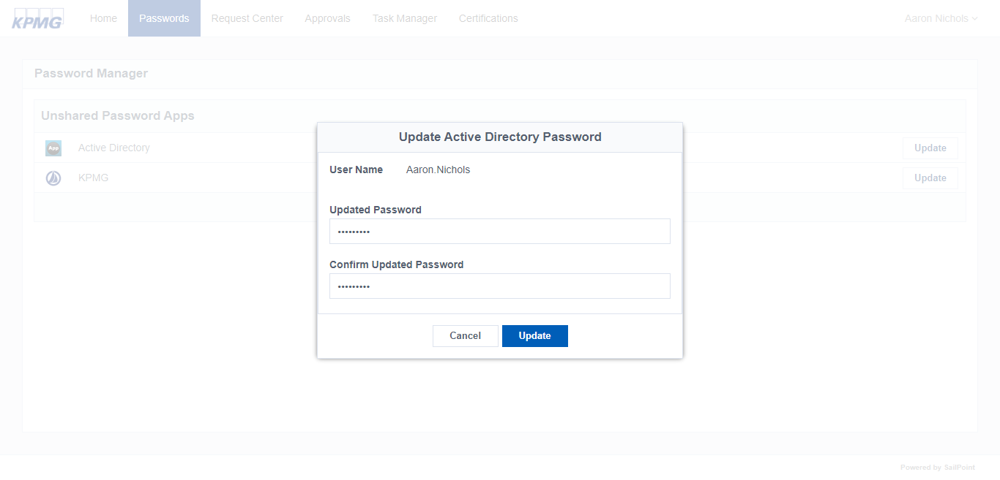 KPMG Home Passwords Request Center Approvals Task Manager Certifications Aaron Nichols
Password Manager
Unshared Password Apps
App Active Directory Update
KPMG Update
Update Active Directory Password
User Name Aaron.Nichols
Updated Password
•••••••••
Confirm Updated Password
•••••••••
Cancel Update
Powered by SailPoint